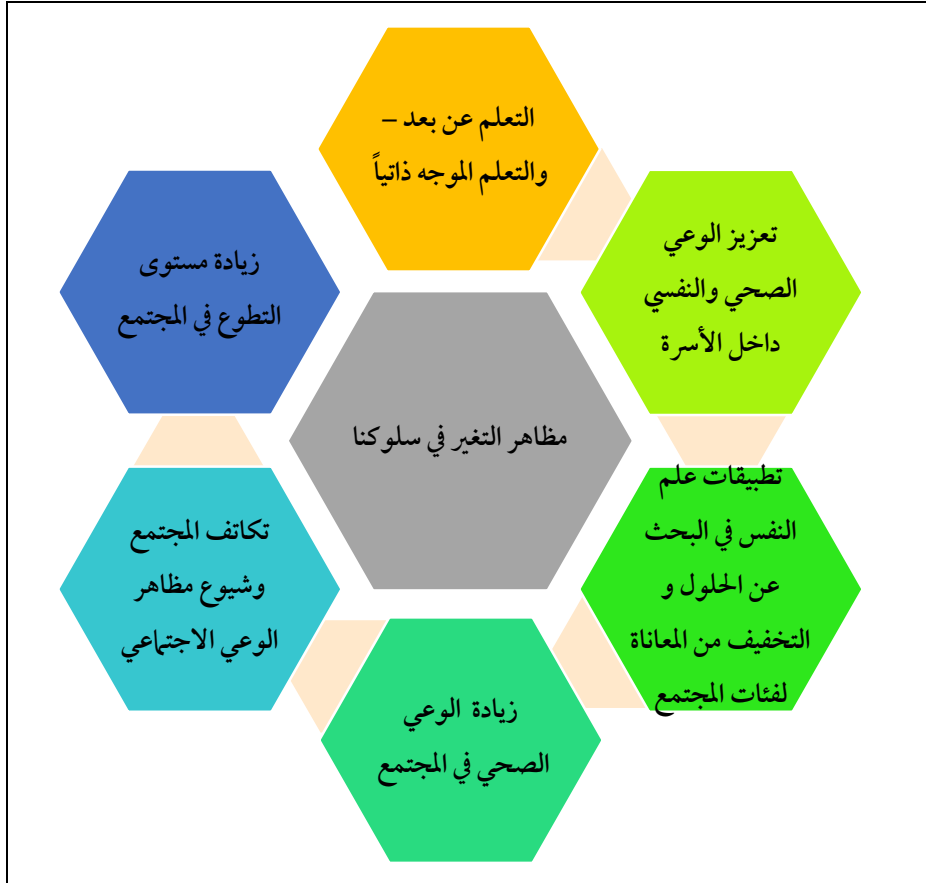 التعلم عن بعد –
والتعلم الموجه ذاتياً
تعزيز الوعي
الصحي والنفسي
داخل الأسرة
تطبيقات علم
النفس في البحث
عن الحلول و
التخفيف من المعاناة
لفئات المجتمع
زيادة الوعي
الصحي في المجتمع
تكاتف المجتمع
وشيوع مظاهر
الوعي الاجتماعي
زيادة مستوى
التطوع في المجتمع
مظاهر التغير في سلوكنا